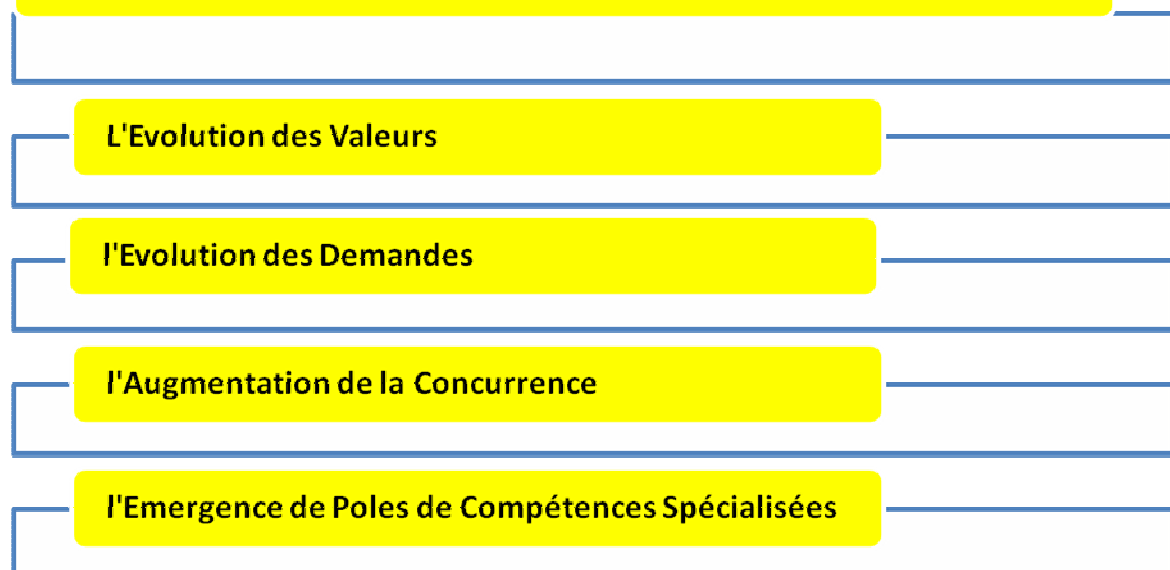 L'Evolution des Valeurs
l'Evolution des Demandes
l'Augmentation de la Concurrence
l'Emergence de Poles de Compétences Spécialisées